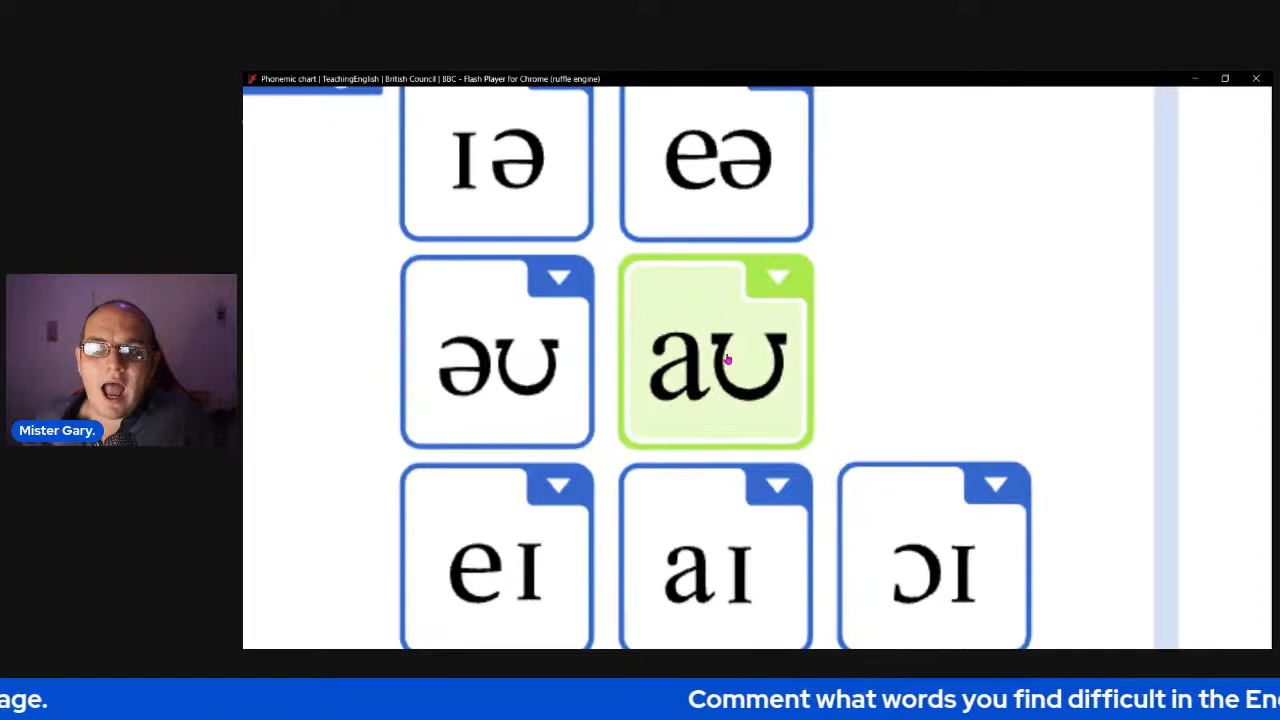 Phonemic chart | TeachingEnglish | British Council | BBC - Flash Player for Chrome (ruffle engine)
ɪə eə
əʊ aʊ
Mister Gary.
eɪ aɪ ɔɪ
age. Comment what words you find difficult in the En